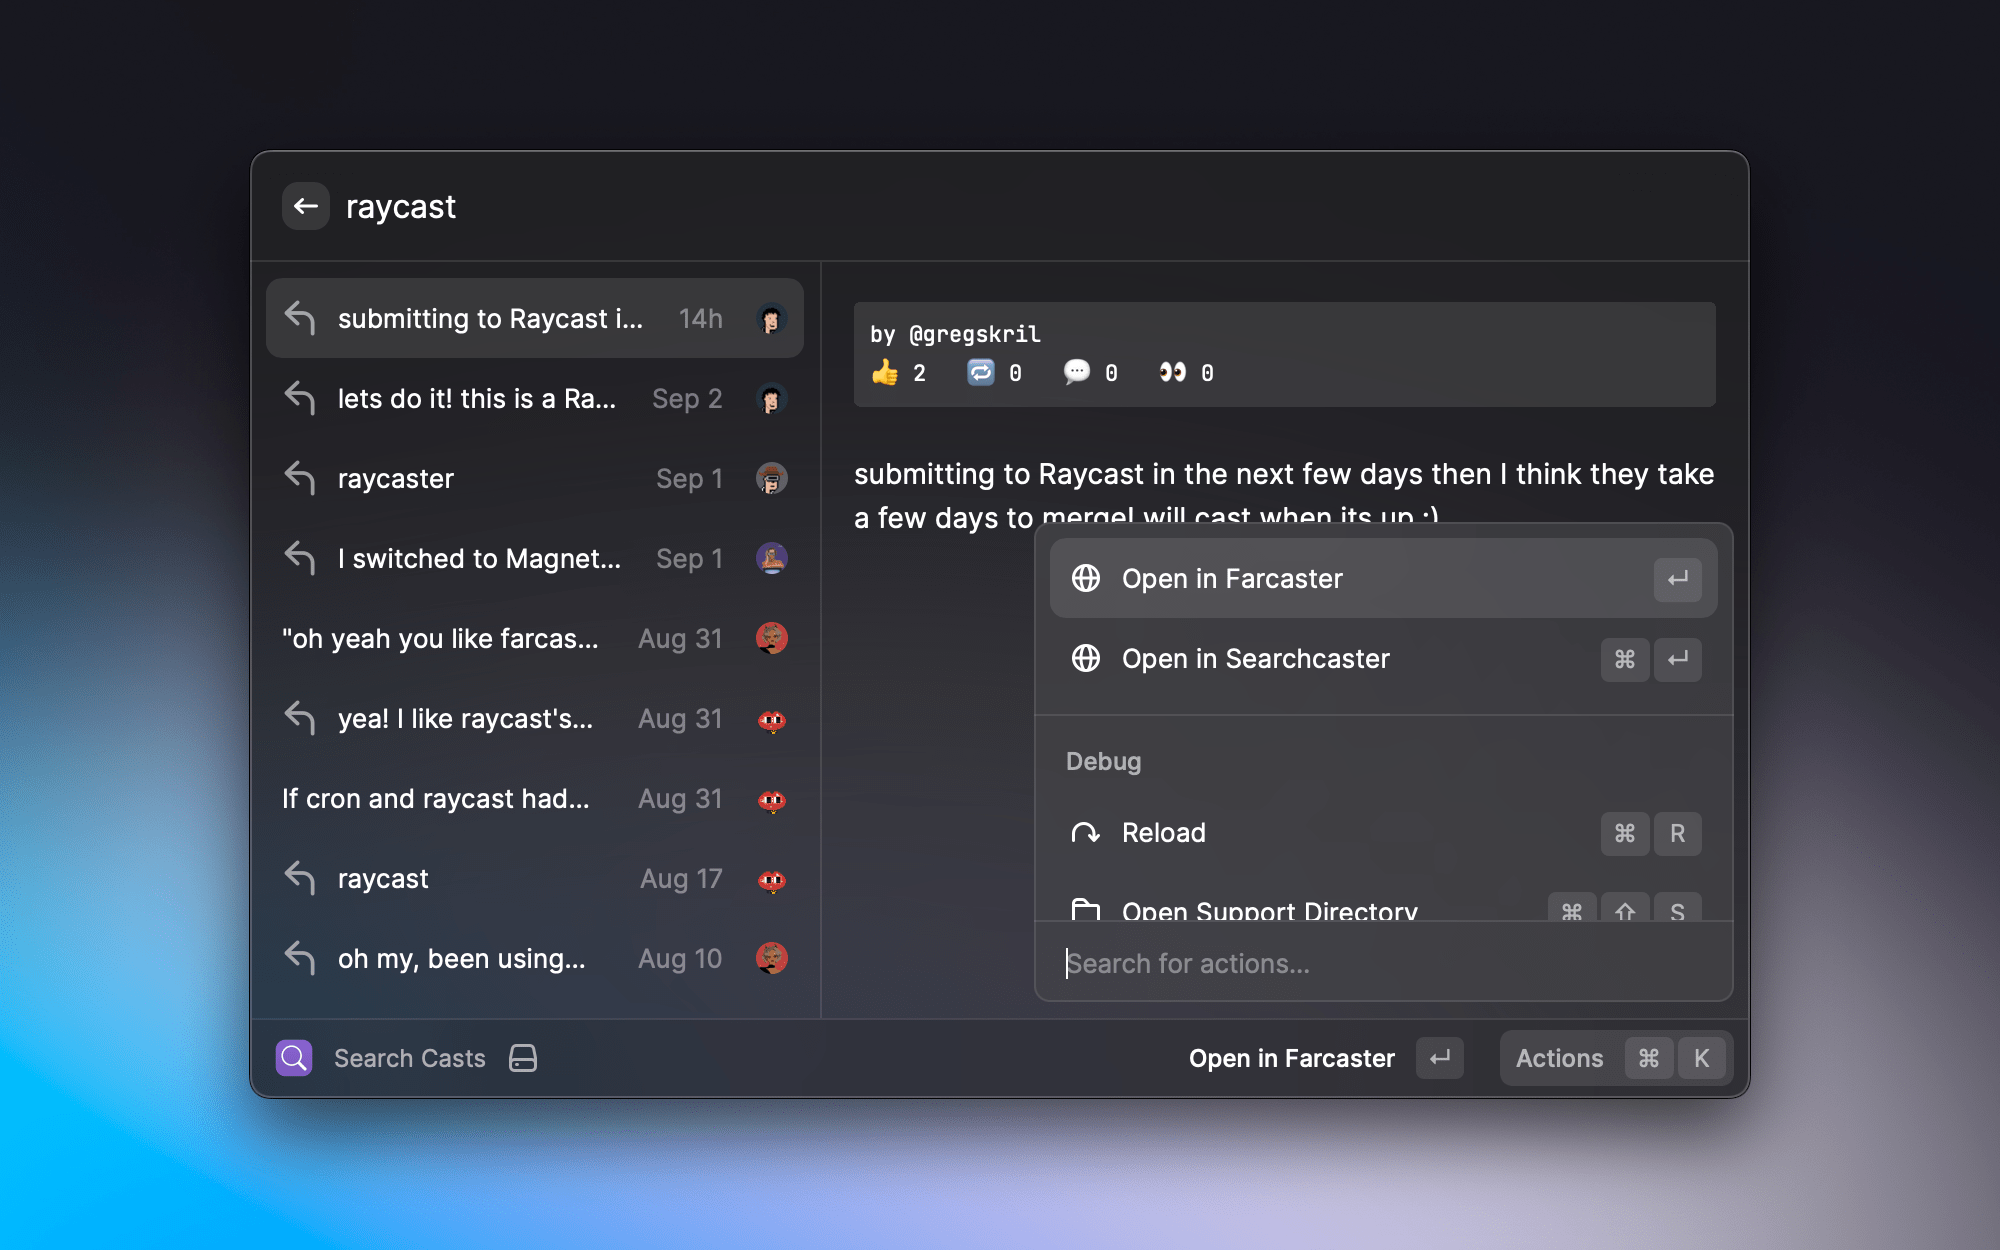 raycast
submitting to Raycast i... 14h
lets do it! this is a Ra... Sep 2
raycaster Sep 1
I switched to Magnet... Sep 1
"oh yeah you like farcas... Aug 31
yea! I like raycast's... Aug 31
If cron and raycast had... Aug 31
raycast Aug 17
oh my, been using... Aug 10
by @gregskril
👍 2 🔁 0 💬 0 👀 0
submitting to Raycast in the next few days then I think they take
a few days to merge! will cast when its up :)
Open in Farcaster ↵
Open in Searchcaster ⌘ ↵
Debug
Reload ⌘ R
Open Support Directory ⌘ ⇧ S
Search for actions...
Search Casts
Open in Farcaster ↵ Actions ⌘ K